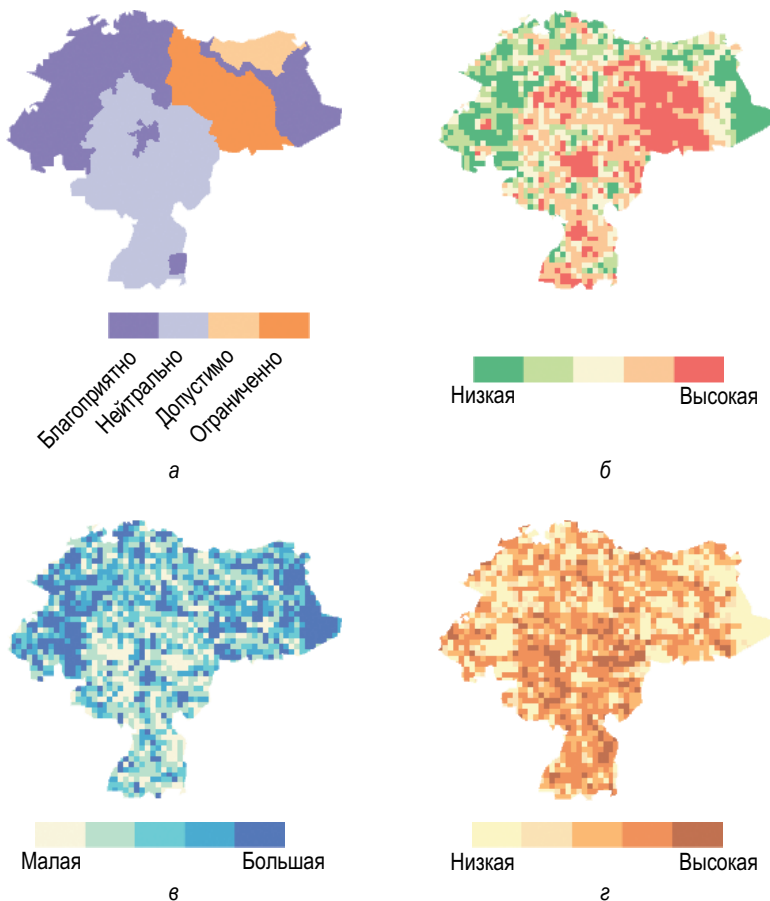 Благоприятно
Нейтрально
Допустимо
Ограниченно
а
Низкая Высокая
б
Малая Большая
в
Низкая Высокая
г